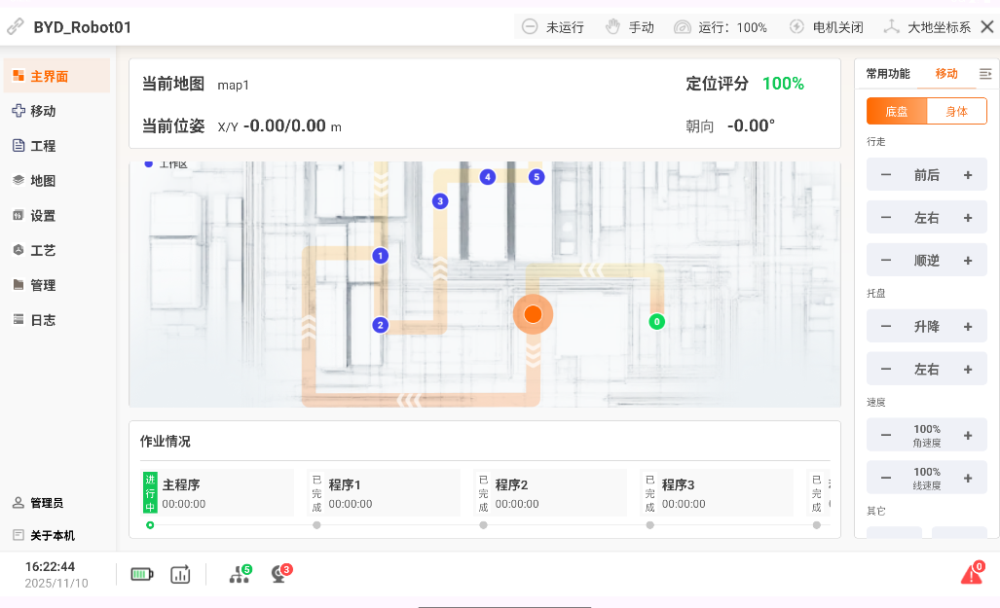 BYD_Robot01
未运行 手动 运行：100% 电机关闭 大地坐标系
主界面
移动
工程
地图
设置
工艺
管理
日志
管理员
关于本机
当前地图 map1
定位评分 100%
当前位姿 X/Y -0.00/0.00 m
朝向 -0.00°
工作区
4 5
3
1
2
0
作业情况
进行中 主程序
00:00:00
已完成 程序1
00:00:00
已完成 程序2
00:00:00
已完成 程序3
00:00:00
已完成
常用功能 移动
底盘 身体
行走
− 前后 +
− 左右 +
− 顺逆 +
托盘
− 升降 +
− 左右 +
速度
− 100% +
角速度
− 100% +
线速度
其它
16:22:44
2025/11/10
5
3
0